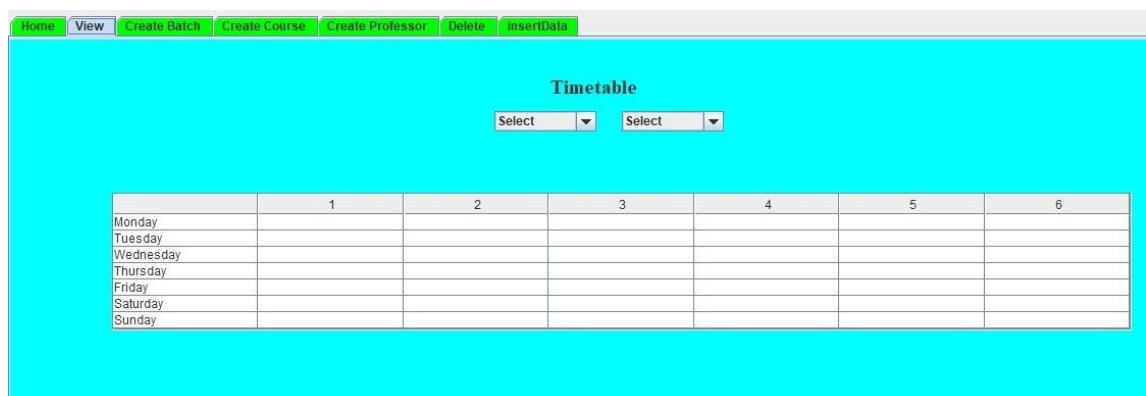 Home View Create Batch Create Course Create Professor Delete insertData
Timetable
Select Select
1 2 3 4 5 6
Monday
Tuesday
Wednesday
Thursday
Friday
Saturday
Sunday